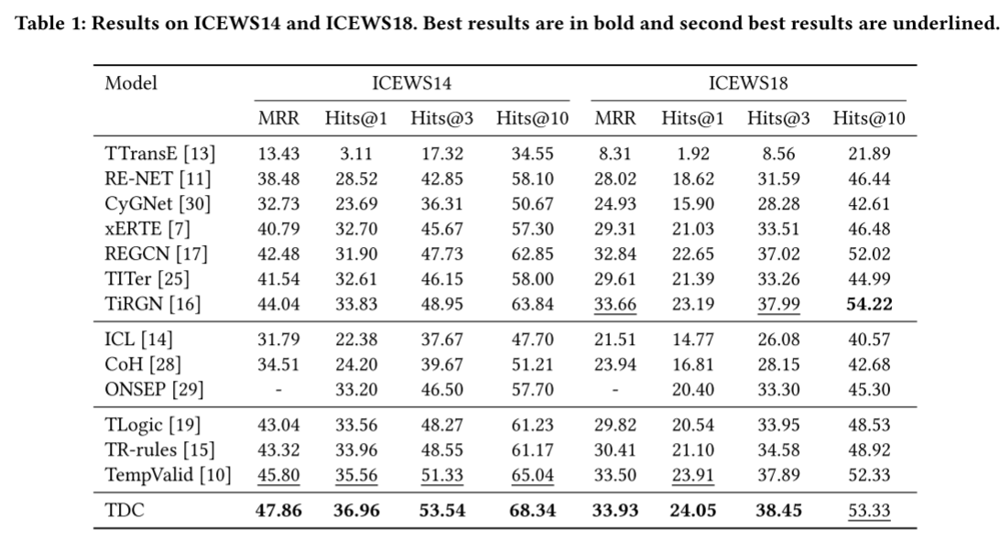 Table 1: Results on ICEWS14 and ICEWS18. Best results are in bold and second best results are underlined.
Model ICEWS14 ICEWS18
MRR Hits@1 Hits@3 Hits@10 MRR Hits@1 Hits@3 Hits@10
TTransE [13] 13.43 3.11 17.32 34.55 8.31 1.92 8.56 21.89
RE-NET [11] 38.48 28.52 42.85 58.10 28.02 18.62 31.59 46.44
CyGNet [30] 32.73 23.69 36.31 50.67 24.93 15.90 28.28 42.61
xERTE [7] 40.79 32.70 45.67 57.30 29.31 21.03 33.51 46.48
REGCN [17] 42.48 31.90 47.73 62.85 32.84 22.65 37.02 52.02
TITer [25] 41.54 32.61 46.15 58.00 29.61 21.39 33.26 44.99
TiRGN [16] 44.04 33.83 48.95 63.84 33.66 23.19 37.99 54.22
ICL [14] 31.79 22.38 37.67 47.70 21.51 14.77 26.08 40.57
CoH [28] 34.51 24.20 39.67 51.21 23.94 16.81 28.15 42.68
ONSEP [29] - 33.20 46.50 57.70 - 20.40 33.30 45.30
TLogic [19] 43.04 33.56 48.27 61.23 29.82 20.54 33.95 48.53
TR-rules [15] 43.32 33.96 48.55 61.17 30.41 21.10 34.58 48.92
TempValid [10] 45.80 35.56 51.33 65.04 33.50 23.91 37.89 52.33
TDC 47.86 36.96 53.54 68.34 33.93 24.05 38.45 53.33